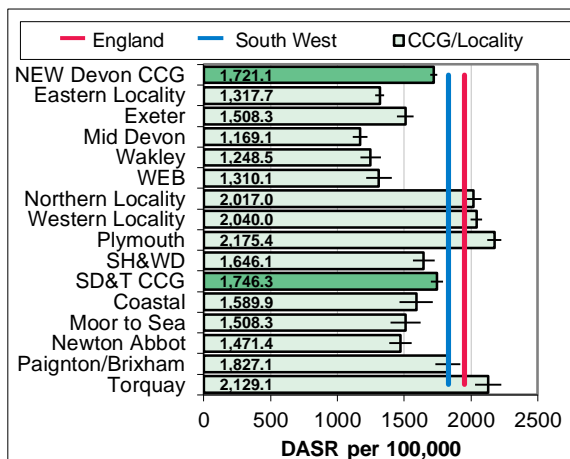 England South West CCG/Locality
NEW Devon CCG 1,721.1
Eastern Locality 1,317.7
Exeter 1,508.3
Mid Devon 1,169.1
Wakley 1,248.5
WEB 1,310.1
Northern Locality 2,017.0
Western Locality 2,040.0
Plymouth 2,175.4
SH&WD 1,646.1
SD&T CCG 1,746.3
Coastal 1,589.9
Moor to Sea 1,508.3
Newton Abbot 1,471.4
Paignton/Brixham 1,827.1
Torquay 2,129.1
0 500 1000 1500 2000 2500
DASR per 100,000